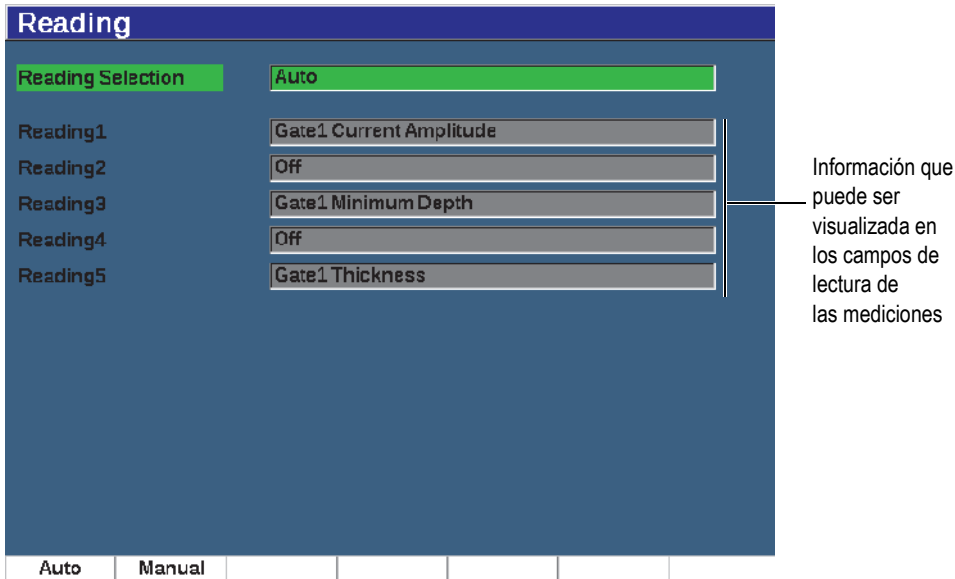 Reading
Reading Selection Auto
Reading1 Gate1 Current Amplitude
Reading2 Off
Reading3 Gate1 Minimum Depth
Reading4 Off
Reading5 Gate1 Thickness
Información que
puede ser
visualizada en
los campos de
lectura de
las mediciones
Auto Manual